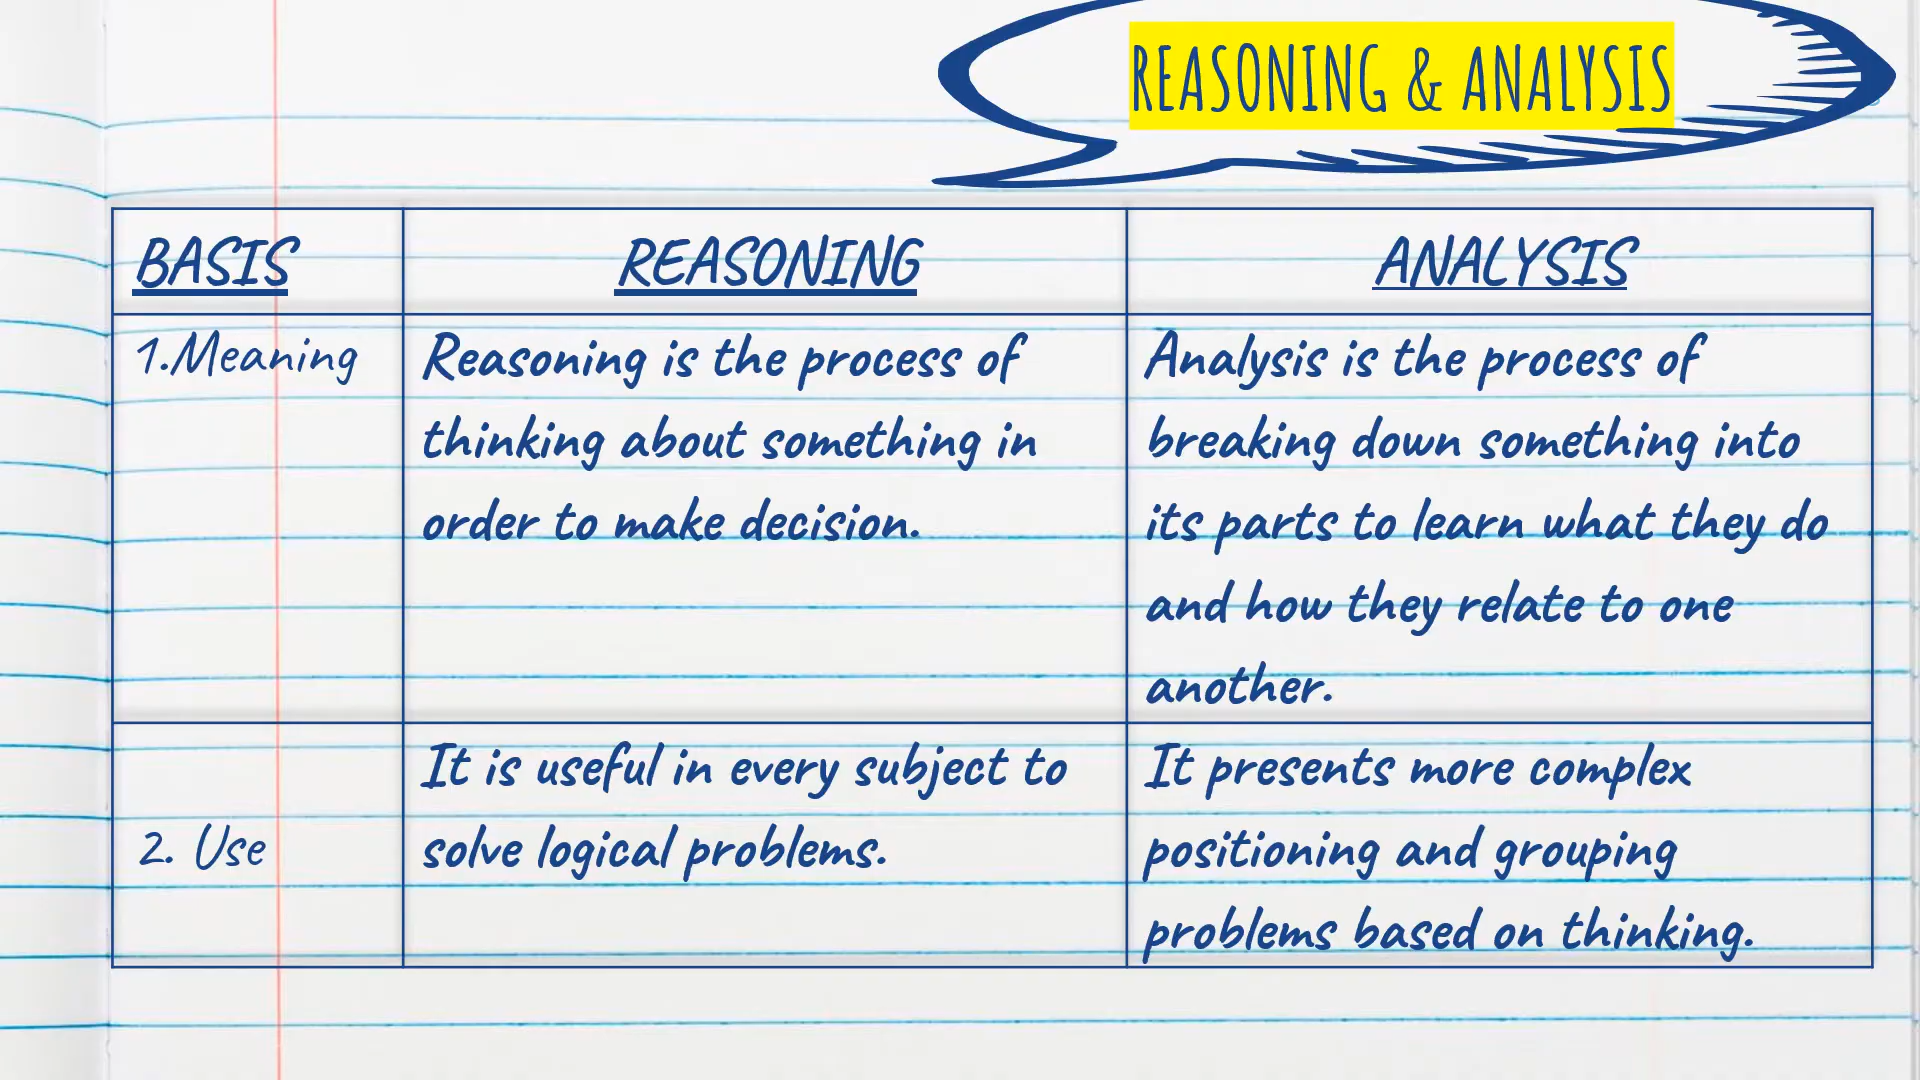 REASONING & ANALYSIS
BASIS
REASONING
ANALYSIS
1.Meaning
Reasoning is the process of
thinking about something in
order to make decision.
Analysis is the process of
breaking down something into
its parts to learn what they do
and how they relate to one
another.
2. Use
It is useful in every subject to
solve logical problems.
It presents more complex
positioning and grouping
problems based on thinking.